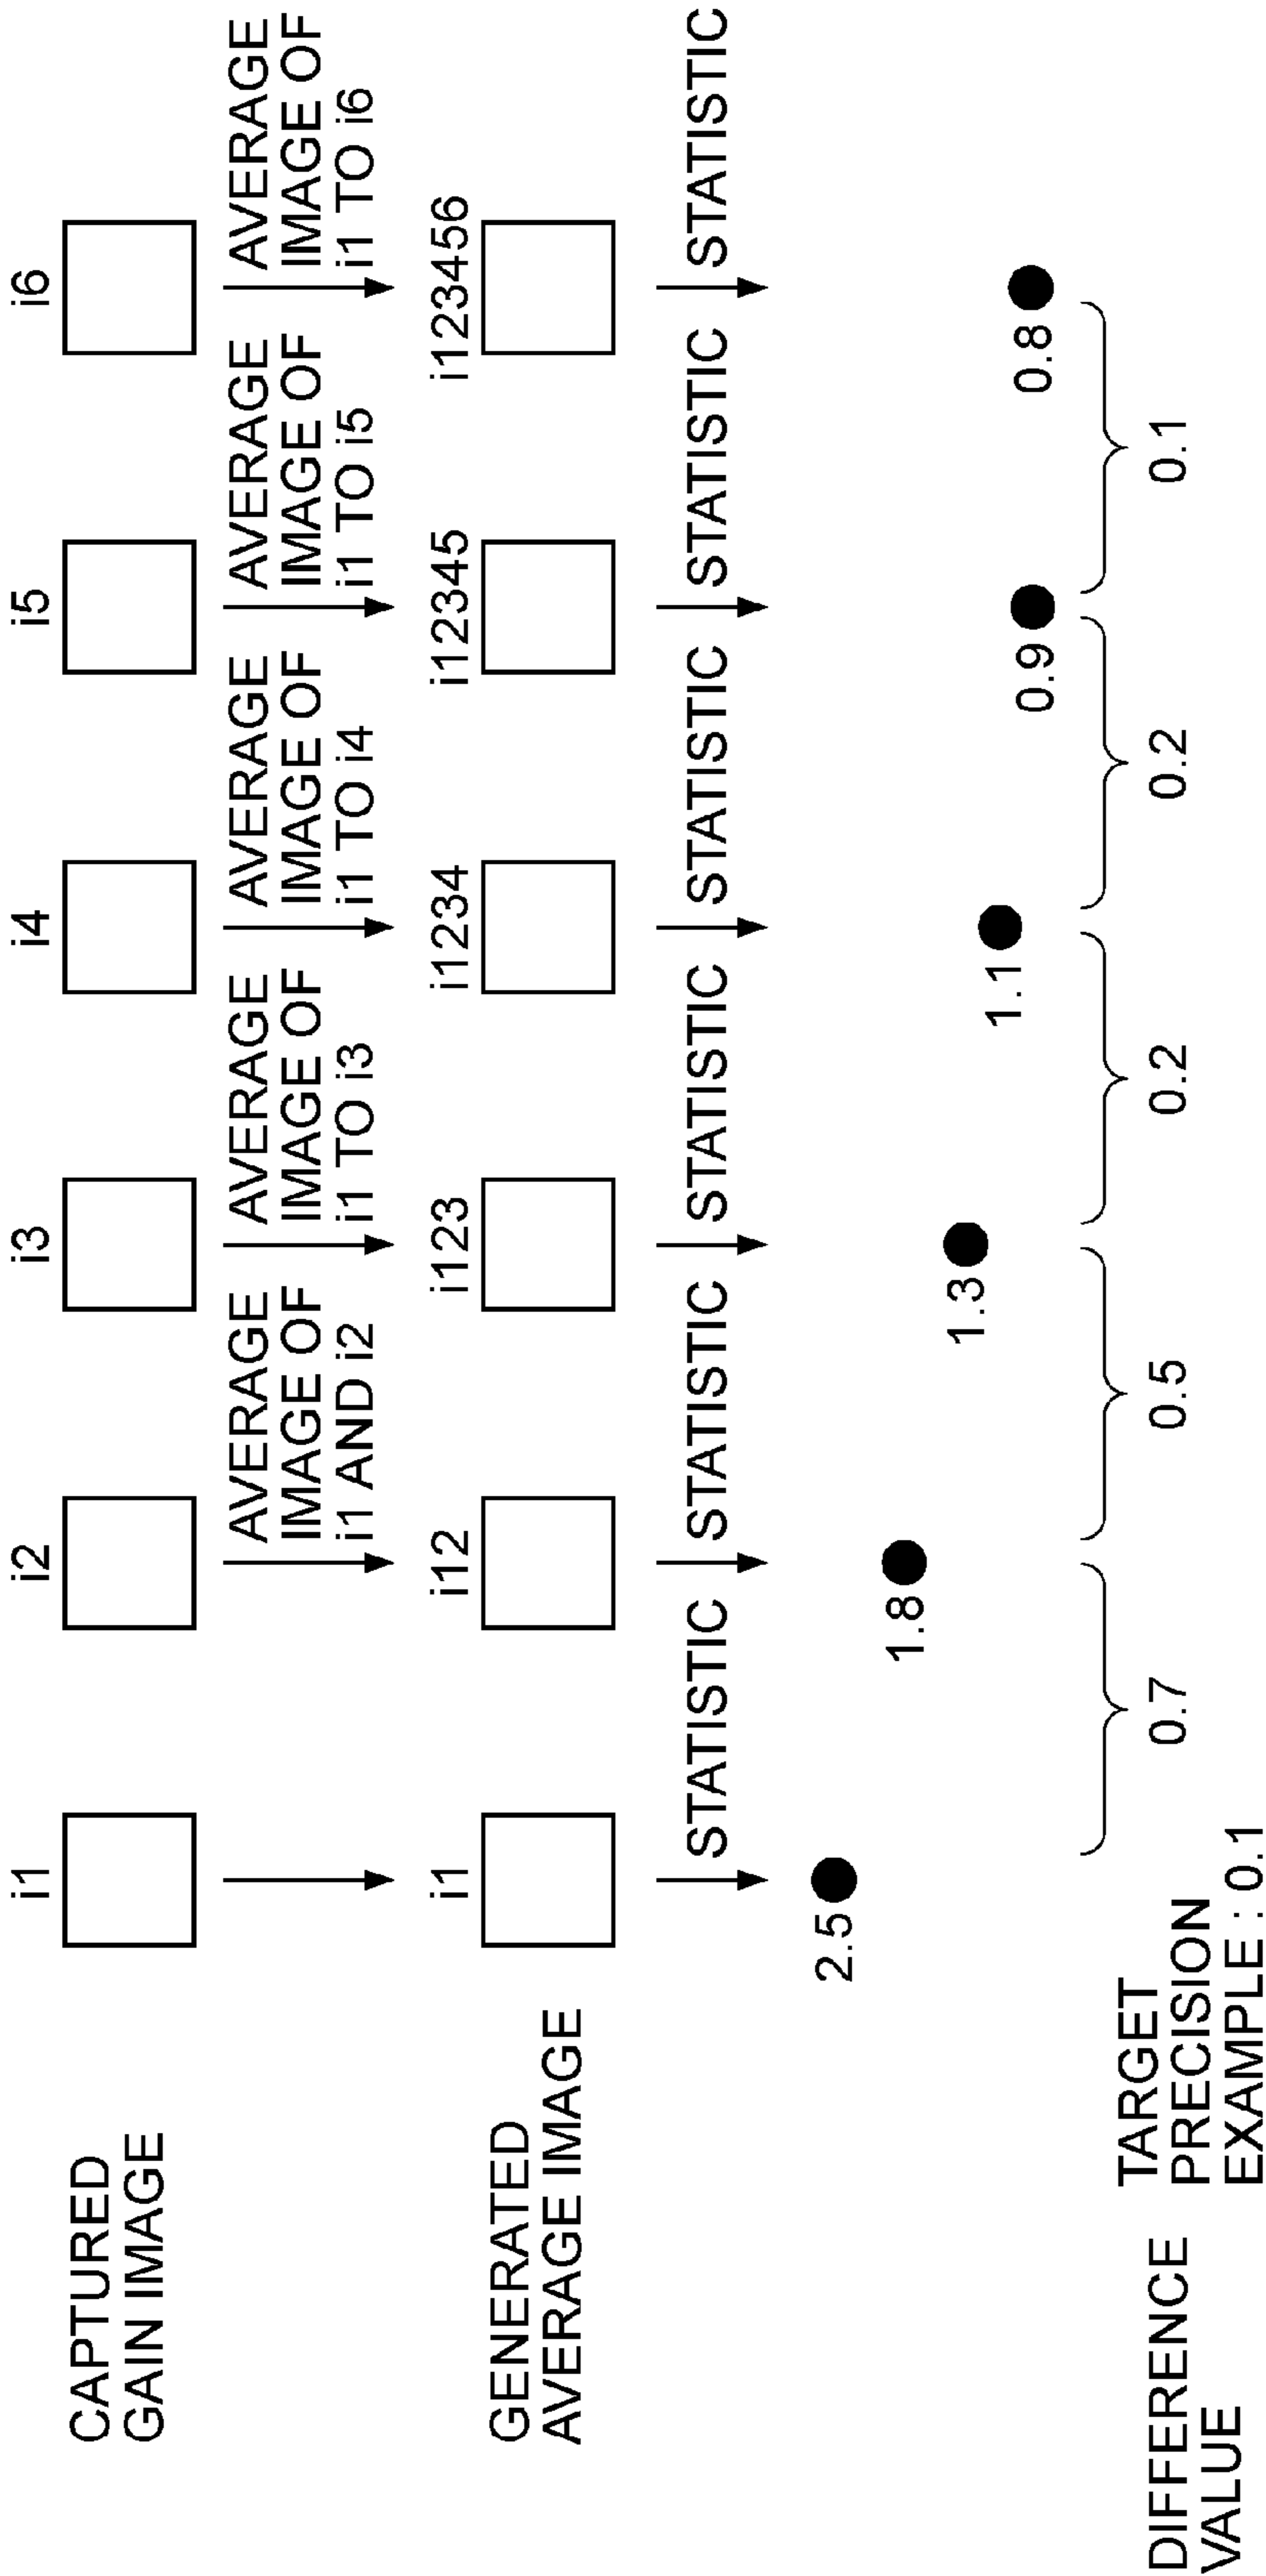 CAPTURED
GAIN IMAGE
i1
i2
i3
i4
i5
i6
AVERAGE
IMAGE OF
i1 AND i2
AVERAGE
IMAGE OF
i1 TO i3
AVERAGE
IMAGE OF
i1 TO i4
AVERAGE
IMAGE OF
i1 TO i5
AVERAGE
IMAGE OF
i1 TO i6
GENERATED
AVERAGE IMAGE
i1
i12
i123
i1234
i12345
i123456
STATISTIC
STATISTIC
STATISTIC
STATISTIC
STATISTIC
STATISTIC
2.5
1.8
1.3
1.1
0.9
0.8
DIFFERENCE
VALUE
TARGET
PRECISION
EXAMPLE : 0.1
0.7
0.5
0.2
0.2
0.1